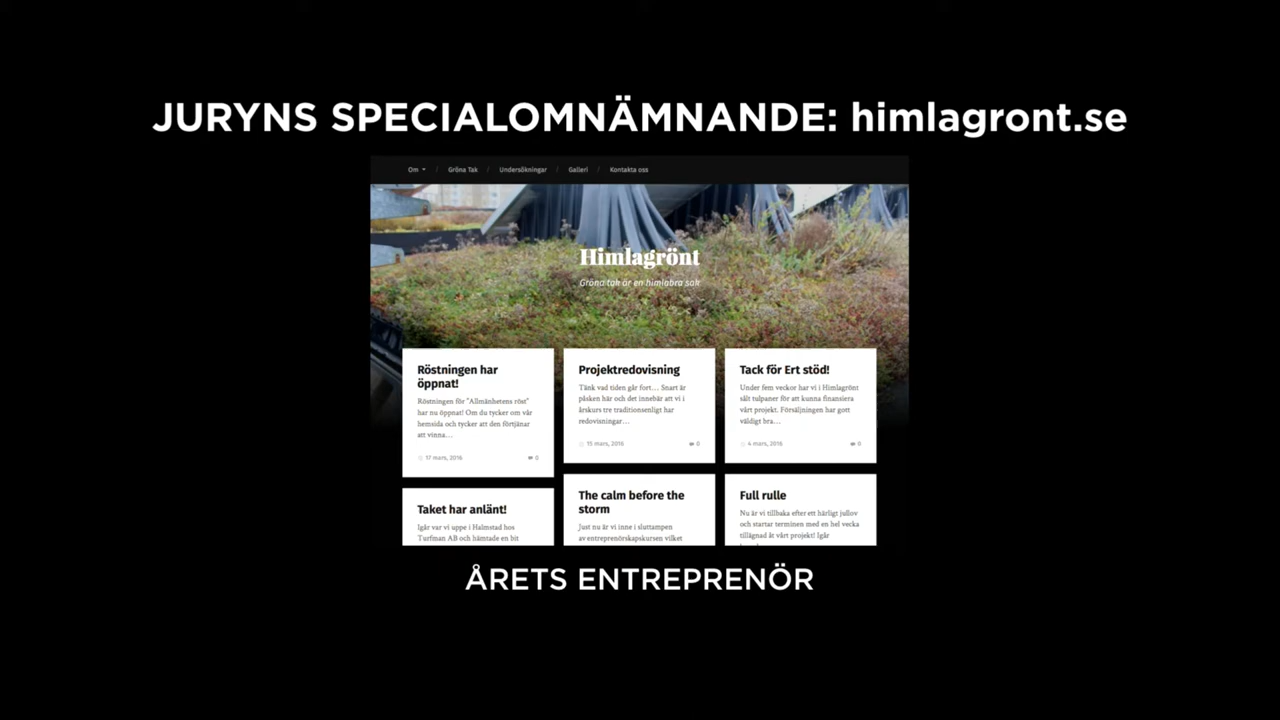 JURYNS SPECIALOMNÄMNANDE: himlagront.se
Om / Gröna Tak / Undersökningar / Galleri / Kontakta oss
Himlagrönt
Gröna tak är en himlabra sak
Röstningen har
öppnat!
Röstningen för "Allmänhetens röst"
har nu öppnat! Om du tycker om vår
hemsida och tycker att den förtjänar
att vinna…
17 mars, 2016
0
Projektredovisning
Tänk vad tiden går fort… Snart är
påsken här och det innebär att vi i
årskurs tre traditionsenligt har
redovisningar…
15 mars, 2016
0
Tack för Ert stöd!
Under fem veckor har vi i Himlagrönt
sålt tulpaner för att kunna finansiera
vårt projekt. Försäljningen har gott
väldigt bra…
4 mars, 2016
0
Taket har anlänt!
Igår var vi uppe i Halmstad hos
Turfman AB och hämtade en bit
The calm before the
storm
Just nu är vi inne i sluttampen
av entreprenörskapskursen vilket
Full rulle
Nu är vi tillbaka efter ett härligt jullov
och startar terminen med en hel vecka
tillägnad åt vårt projekt! Igår
ÅRETS ENTREPRENÖR